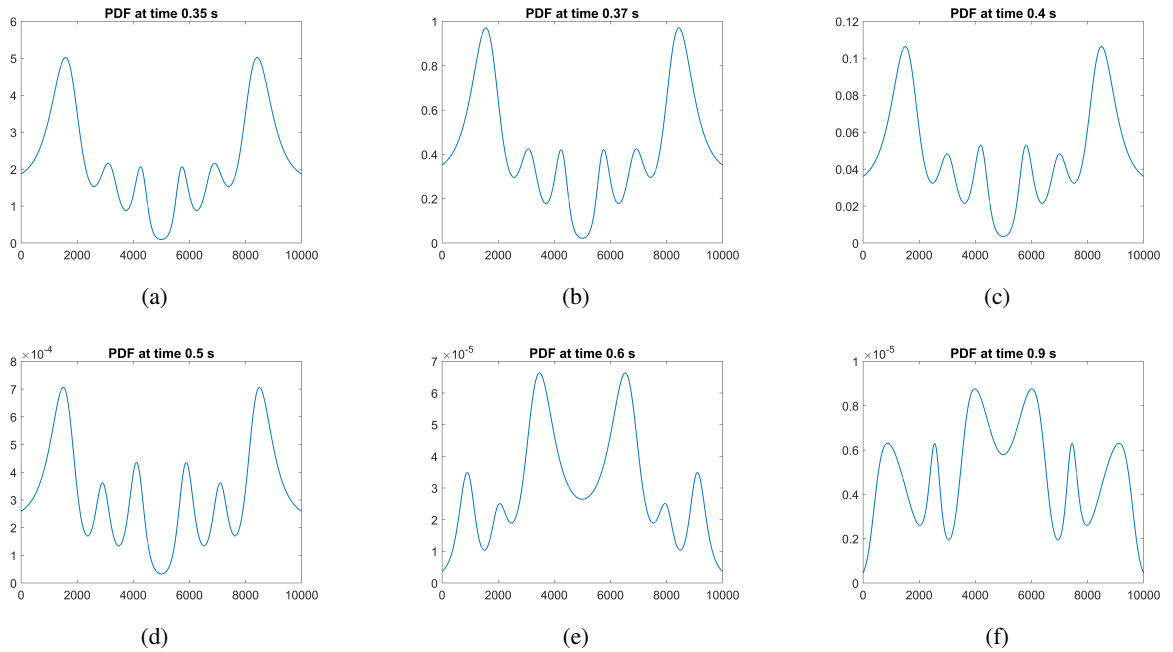 PDF at time 0.35 s
6
5
4
3
2
1
0
0 2000 4000 6000 8000 10000
(a)
PDF at time 0.37 s
1
0.8
0.6
0.4
0.2
0
0 2000 4000 6000 8000 10000
(b)
PDF at time 0.4 s
0.12
0.1
0.08
0.06
0.04
0.02
0
0 2000 4000 6000 8000 10000
(c)
×10⁻⁴ PDF at time 0.5 s
8
7
6
5
4
3
2
1
0
0 2000 4000 6000 8000 10000
(d)
×10⁻⁵ PDF at time 0.6 s
7
6
5
4
3
2
1
0
0 2000 4000 6000 8000 10000
(e)
×10⁻⁵ PDF at time 0.9 s
1
0.8
0.6
0.4
0.2
0
0 2000 4000 6000 8000 10000
(f)